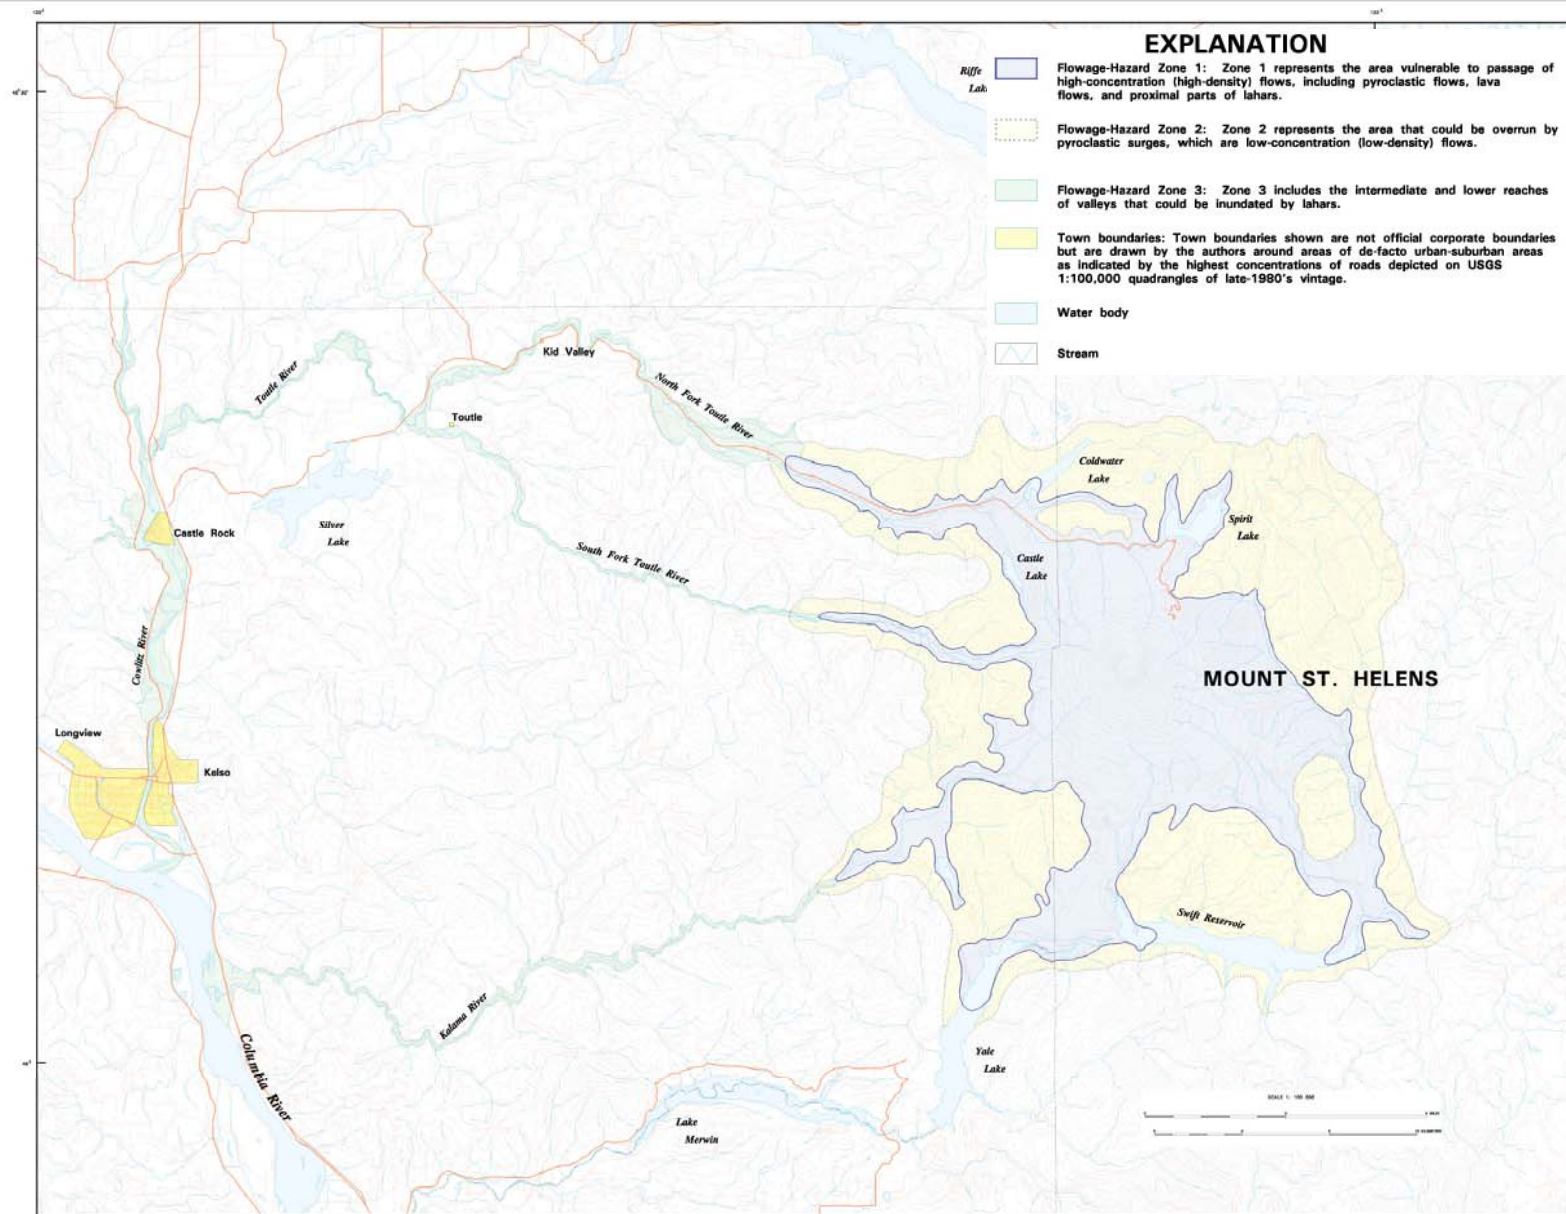 EXPLANATION
Flowage-Hazard Zone 1: Zone 1 represents the area vulnerable to passage of
high-concentration (high-density) flows, including pyroclastic flows, lava
flows, and proximal parts of lahars.
Flowage-Hazard Zone 2: Zone 2 represents the area that could be overrun by
pyroclastic surges, which are low-concentration (low-density) flows.
Flowage-Hazard Zone 3: Zone 3 includes the intermediate and lower reaches
of valleys that could be inundated by lahars.
Town boundaries: Town boundaries shown are not official corporate boundaries
but are drawn by the authors around areas of de-facto urban-suburban areas
as indicated by the highest concentrations of roads depicted on USGS
1:100,000 quadrangles of late-1980's vintage.
Water body
Stream
Riffe
Kid Valley
Toutle River
North Fork Toutle River
Toutle
Coldwater
Lake
Spirit
Lake
Silver
Lake
Castle Rock
South Fork Toutle River
Castle
Lake
Cowlitz River
MOUNT ST. HELENS
Longview
Kelso
Swift Reservoir
Kalama River
Columbia River
Yale
Lake
Lake
Merwin